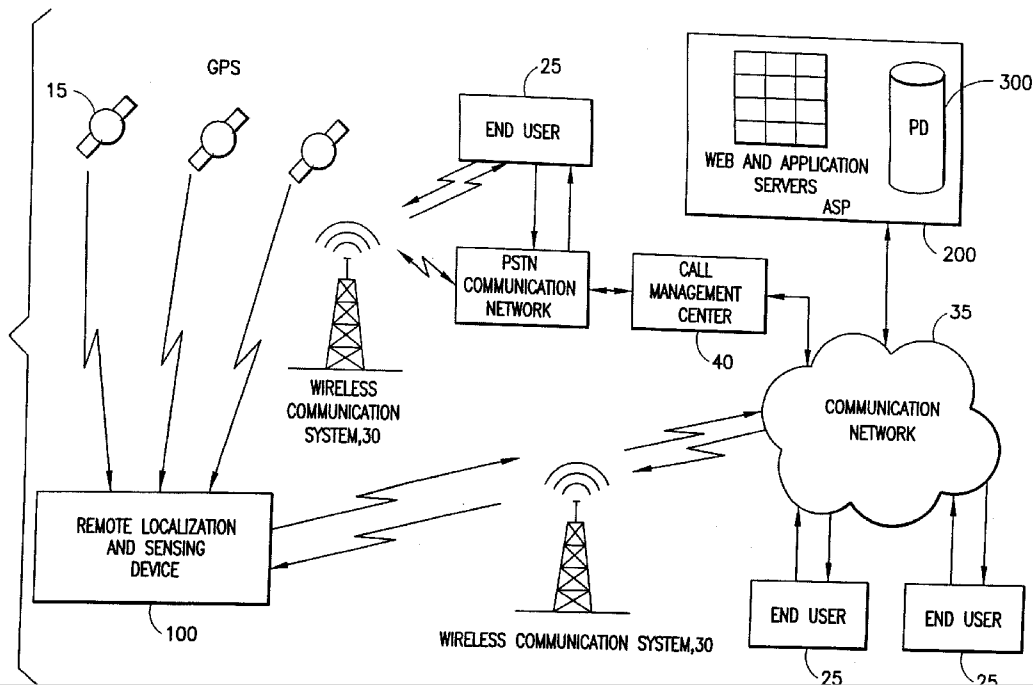 GPS
15
25
END USER
300
PD
WEB AND APPLICATION
SERVERS
ASP
200
PSTN
COMMUNICATION
NETWORK
CALL
MANAGEMENT
CENTER
40
35
WIRELESS
COMMUNICATION
SYSTEM,30
COMMUNICATION
NETWORK
REMOTE LOCALIZATION
AND SENSING
DEVICE
100
WIRELESS COMMUNICATION SYSTEM,30
END USER
25
END USER
25